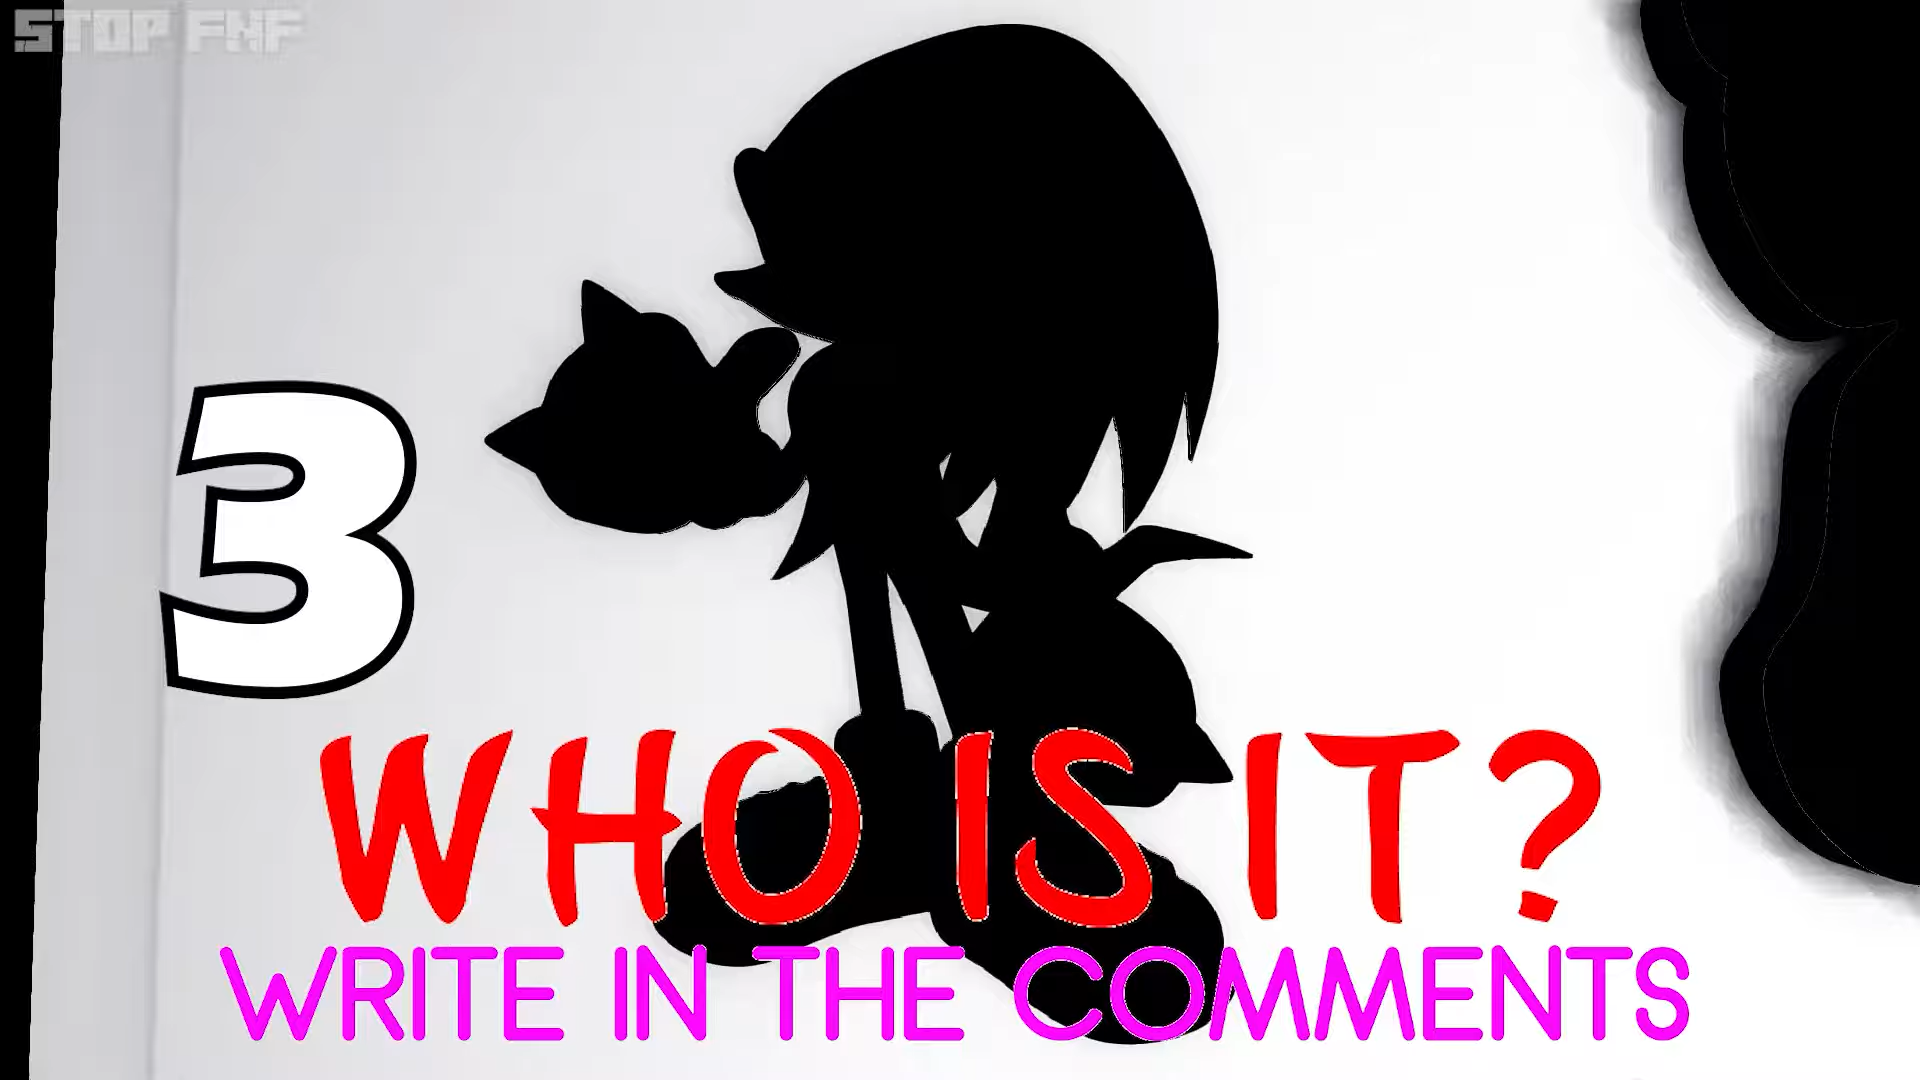 STOP FNF
3
WHO IS IT?
WRITE IN THE COMMENTS